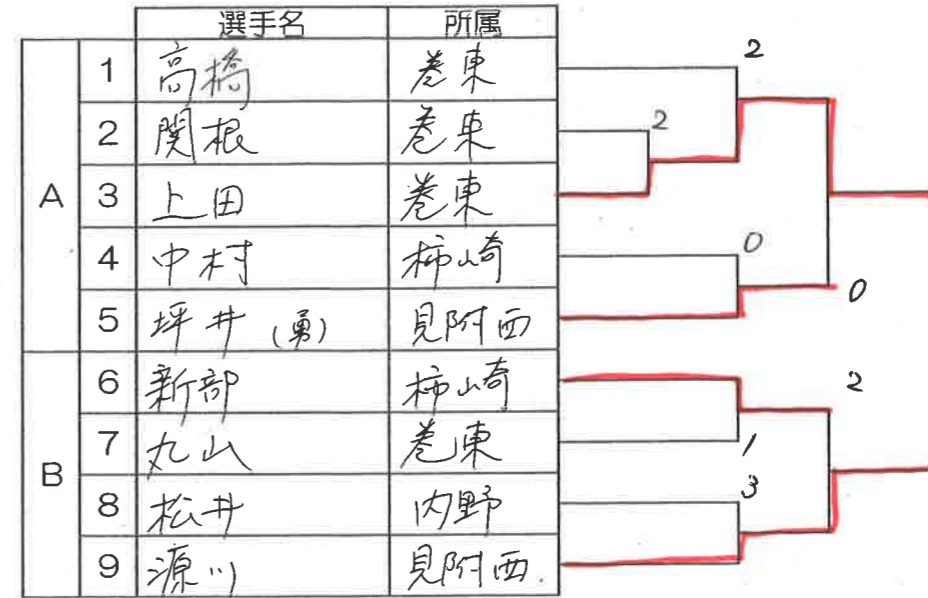 選手名 所属
A
1 高橋 巻東 2
2 関根 巻東 2
3 上田 巻東
4 中村 柿崎 0
5 坪井(勇) 見附西 0
B
6 新部 柿崎 2
7 丸山 巻東 1
8 松井 内野 3
9 源川 見附西